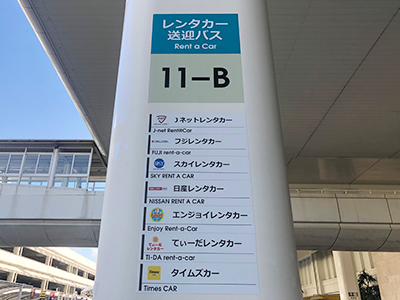 レンタカー
送迎バス
Rent a Car
11–B
Jネットレンタカー
J-net RentⓇCar
フジレンタカー
FUJI rent-a-car
スカイレンタカー
SKY RENT A CAR
日産レンタカー
NISSAN RENT A CAR
エンジョイレンタカー
Enjoy Rent-a-Car
てぃーだレンタカー
TI-DA rent-a-car
タイムズカー
Times CAR